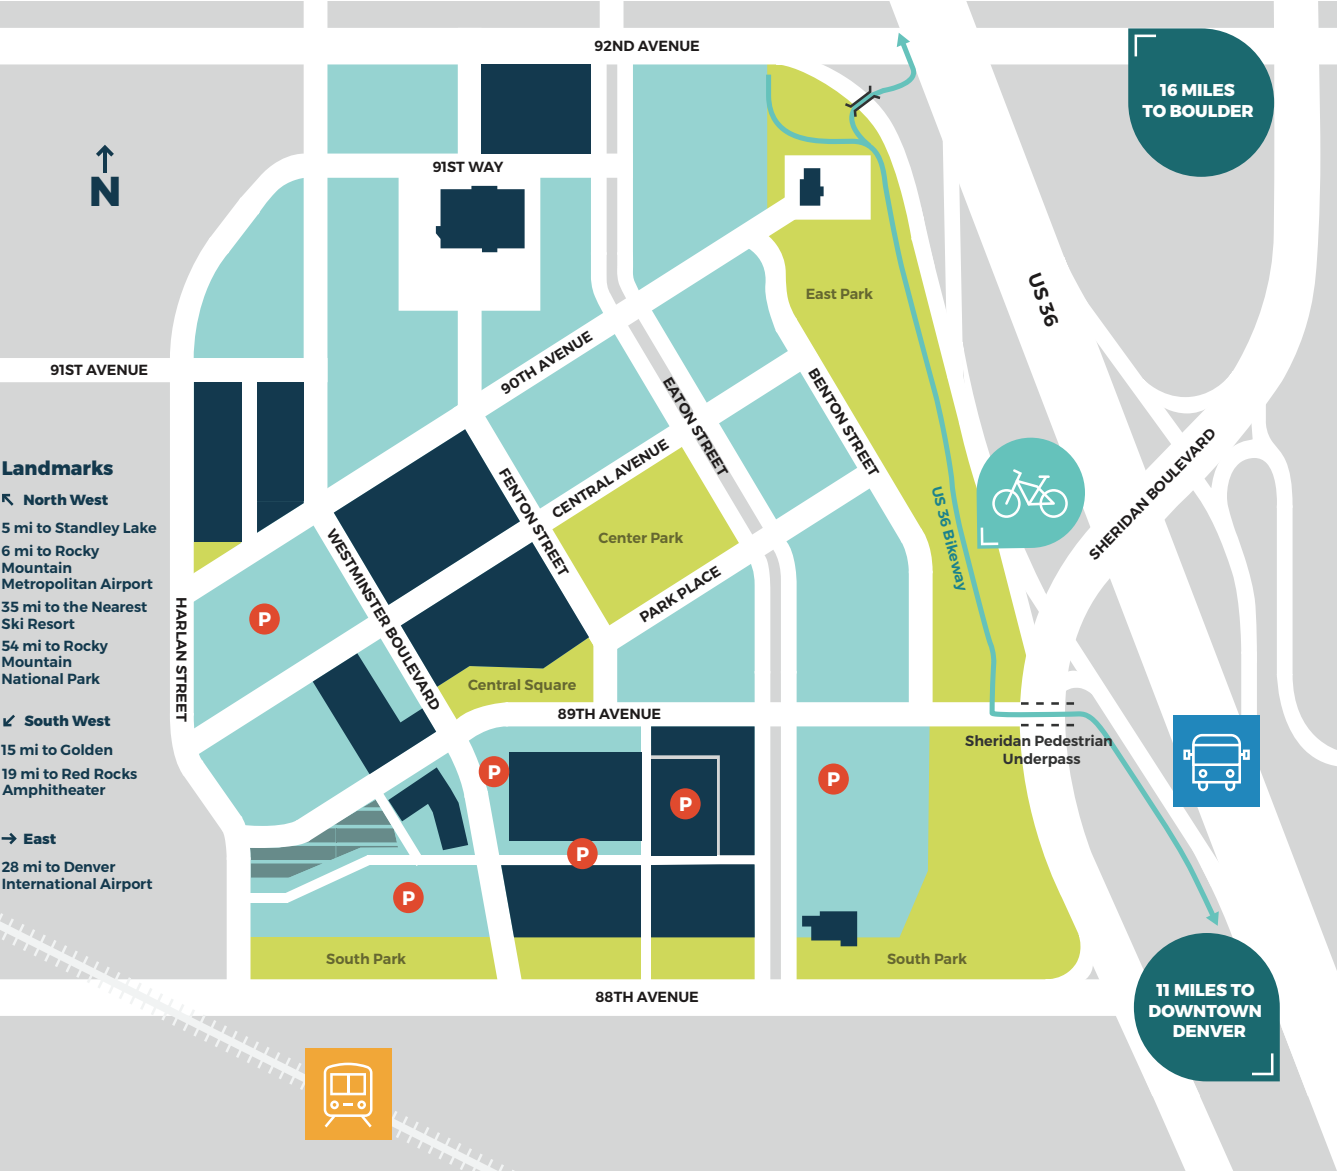 92ND AVENUE
16 MILES
TO BOULDER
91ST WAY
N
East Park
US 36
90TH AVENUE
91ST AVENUE
EATON STREET
BENTON STREET
SHERIDAN BOULEVARD
CENTRAL AVENUE
FENTON STREET
Landmarks
North West
5 mi to Standley Lake
6 mi to Rocky
Mountain
Metropolitan Airport
35 mi to the Nearest
Ski Resort
54 mi to Rocky
Mountain
National Park
South West
15 mi to Golden
19 mi to Red Rocks
Amphitheater
East
28 mi to Denver
International Airport
US 36 Bikeway
Center Park
WESTMINSTER BOULEVARD
PARK PLACE
HARLAN STREET
P
Central Square
89TH AVENUE
Sheridan Pedestrian
Underpass
P
P
P
P
P
South Park
South Park
88TH AVENUE
11 MILES TO
DOWNTOWN
DENVER